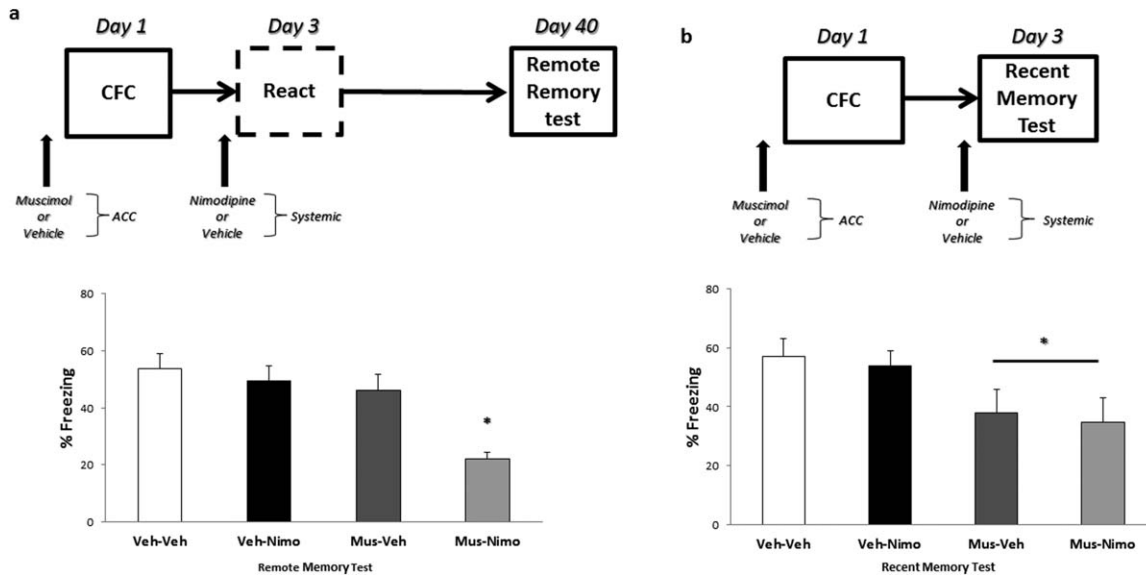 a
Day 1
Day 3
Day 40
CFC
React
Remote
Remory
test
Muscimol
or
Vehicle
ACC
Nimodipine
or
Vehicle
Systemic
% Freezing
60
40
20
0
*
Veh-Veh
Veh-Nimo
Mus-Veh
Mus-Nimo
Remote Memory Test
b
Day 1
Day 3
CFC
Recent
Memory
Test
Muscimol
or
Vehicle
ACC
Nimodipine
or
Vehicle
Systemic
% Freezing
80
60
40
20
0
*
Veh-Veh
Veh-Nimo
Mus-Veh
Mus-Nimo
Recent Memory Test